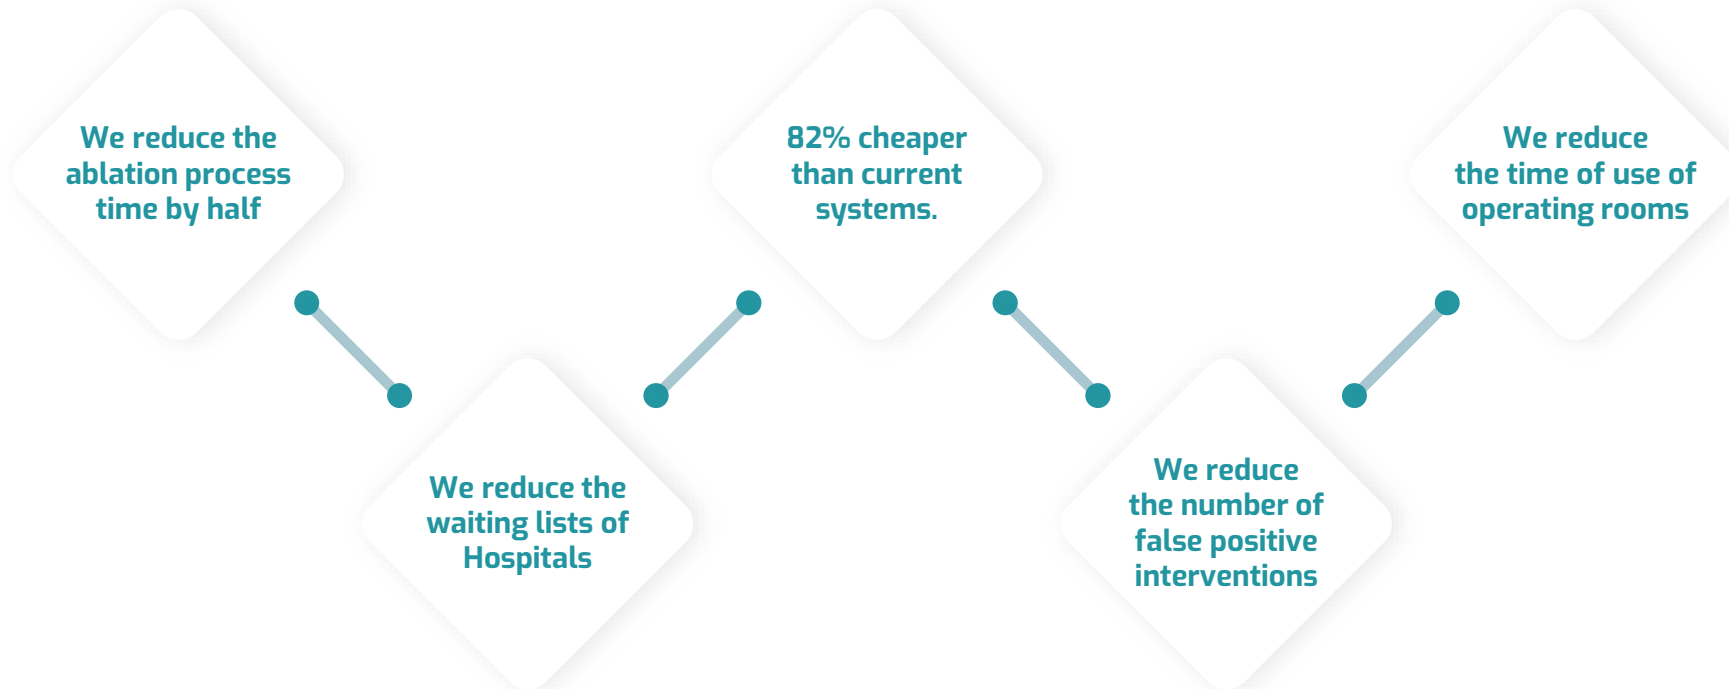 We reduce the
ablation process
time by half
We reduce the
waiting lists of
Hospitals
82% cheaper
than current
systems.
We reduce
the number of
false positive
interventions
We reduce
the time of use of
operating rooms